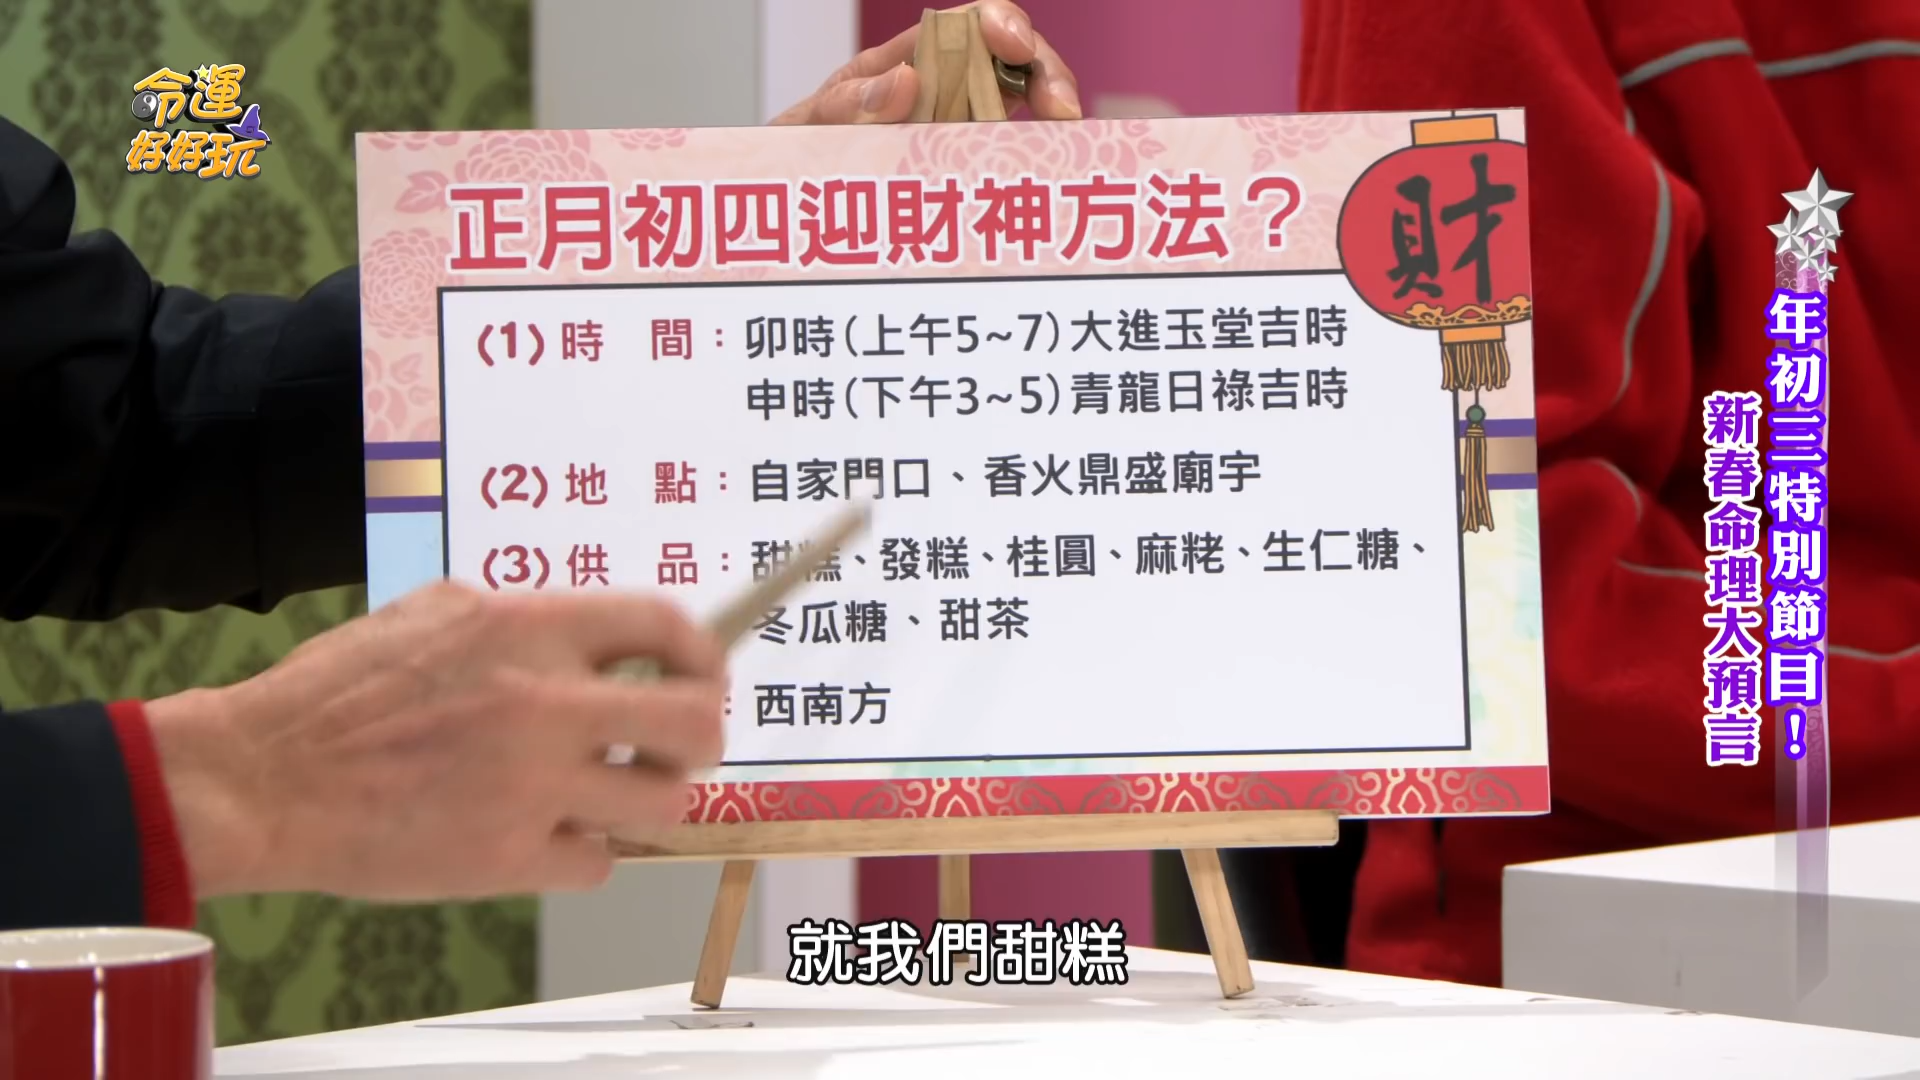 命運
好好玩
正月初四迎財神方法？
財
(1)時　間：卯時(上午5~7)大進玉堂吉時
申時(下午3~5)青龍日祿吉時
(2)地　點：自家門口、香火鼎盛廟宇
(3)供　品：甜糕、發糕、桂圓、麻粩、生仁糖、
冬瓜糖、甜茶
：西南方
年初三特別節目！
新春命理大預言
就我們甜糕